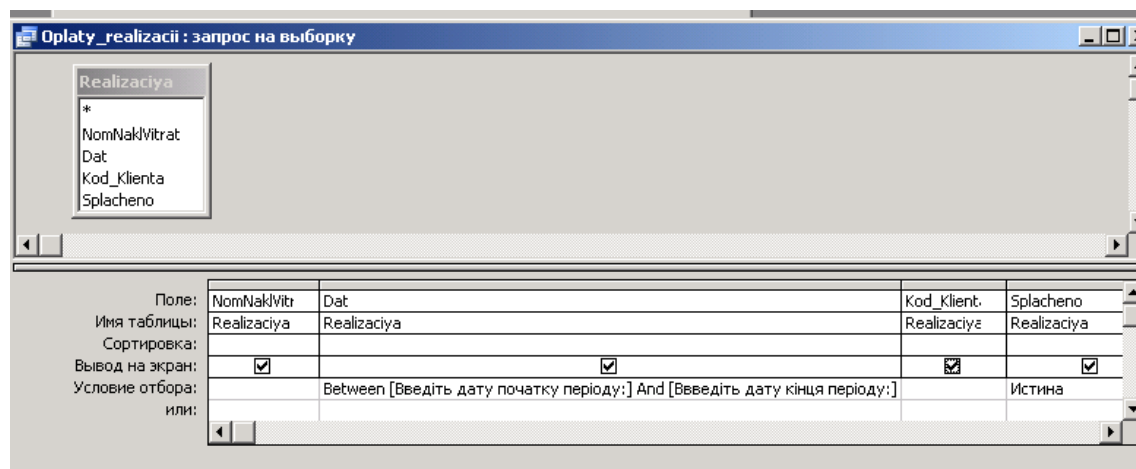 Oplaty_realizacii : запрос на выборку
Realizaciya
*
NomNaklVitrat
Dat
Kod_Klienta
Splacheno
Поле: NomNaklVitr Dat Kod_Klient. Splacheno
Имя таблицы: Realizaciya Realizaciya Realizaciya Realizaciya
Сортировка:
Вывод на экран:
Условие отбора: Between [Введіть дату початку періоду:] And [Ввведіть дату кінця періоду:] Истина
или: